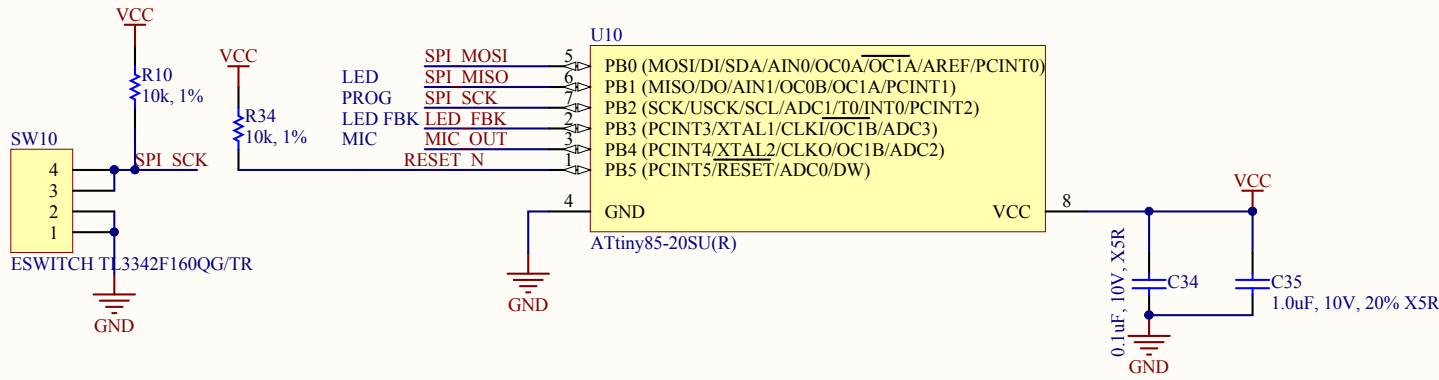 VCC
R10
10k, 1%
SW10
4
3
2
1
SPI_SCK
ESWITCH TL3342F160QG/TR
GND
VCC
R34
10k, 1%
LED
PROG
LED FBK
MIC
SPI_MOSI
SPI_MISO
SPI_SCK
LED_FBK
MIC_OUT
RESET_N
U10
5 PB0 (MOSI/DI/SDA/AIN0/OC0A/OC1A/AREF/PCINT0)
6 PB1 (MISO/DO/AIN1/OC0B/OC1A/PCINT1)
7 PB2 (SCK/USCK/SCL/ADC1/T0/INT0/PCINT2)
2 PB3 (PCINT3/XTAL1/CLKI/OC1B/ADC3)
3 PB4 (PCINT4/XTAL2/CLKO/OC1B/ADC2)
1 PB5 (PCINT5/RESET/ADC0/DW)
4 GND VCC 8
ATtiny85-20SU(R)
GND
VCC
C34
0.1uF, 10V, X5R
C35
1.0uF, 10V, 20% X5R
GND